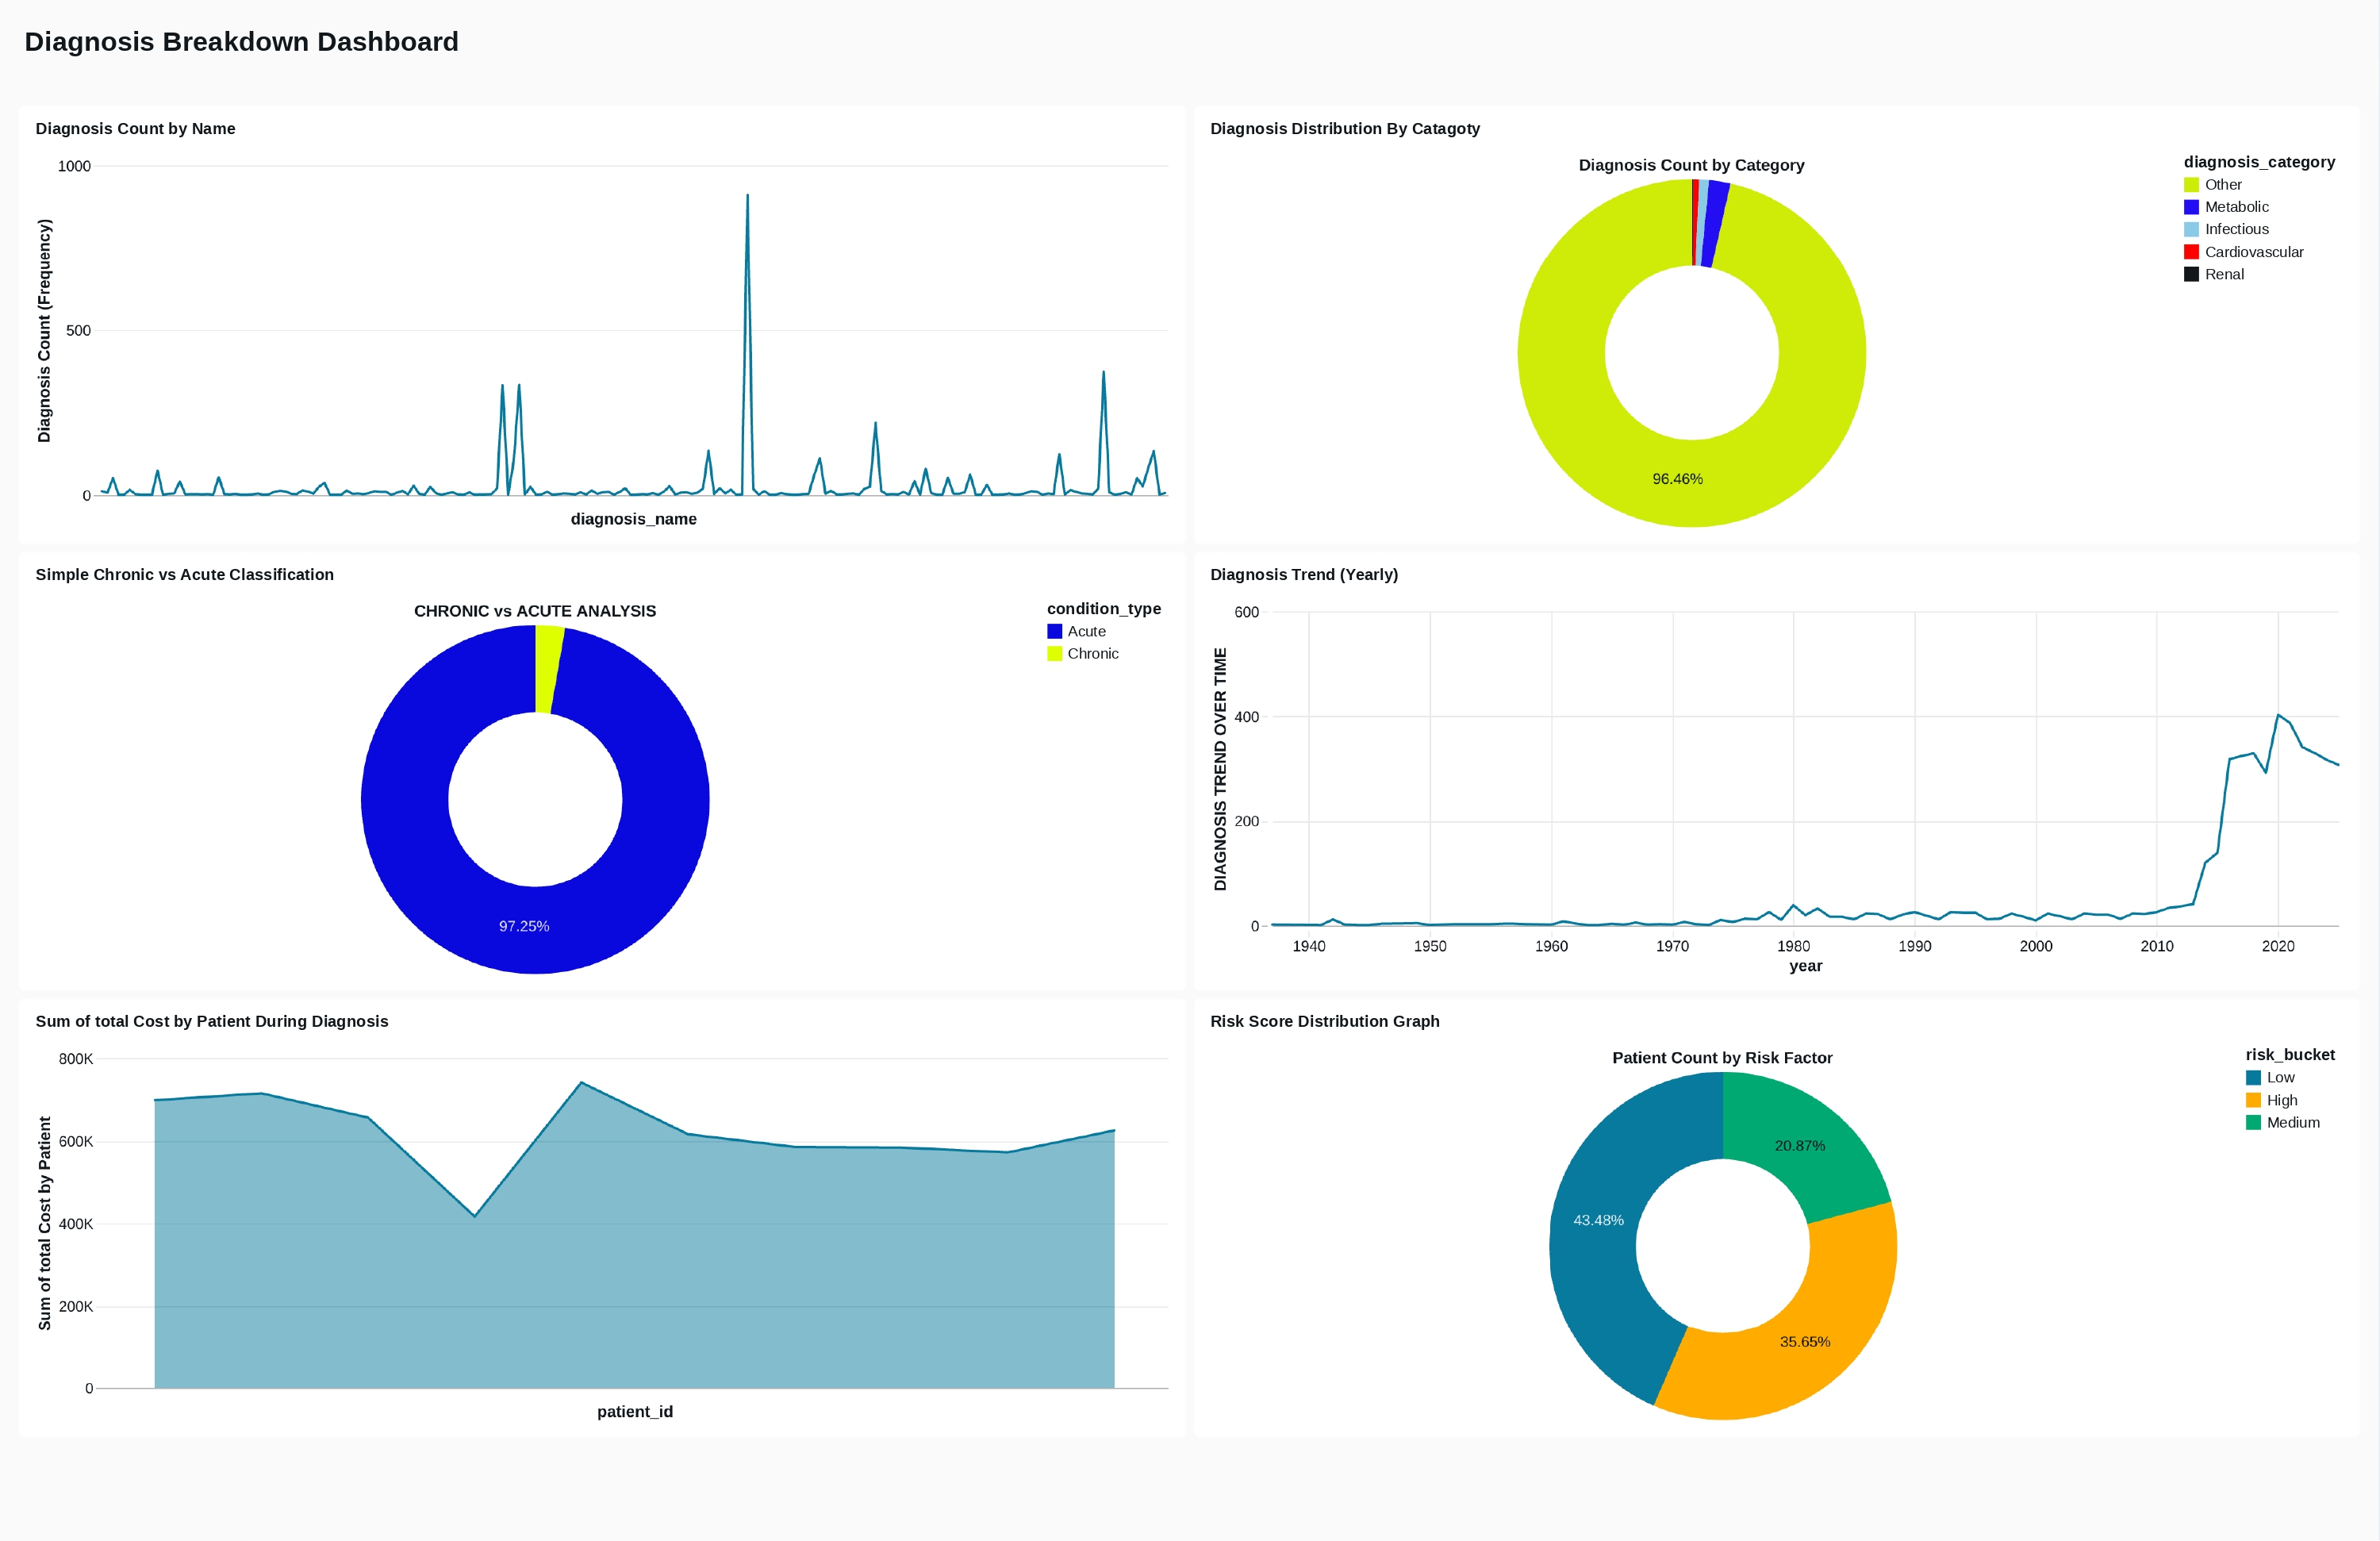 Diagnosis Breakdown Dashboard
Diagnosis Count by Name
1000
500
0
Diagnosis Count (Frequency)
diagnosis_name
Diagnosis Distribution By Catagoty
Diagnosis Count by Category
96.46%
diagnosis_category
Other
Metabolic
Infectious
Cardiovascular
Renal
Simple Chronic vs Acute Classification
CHRONIC vs ACUTE ANALYSIS
97.25%
condition_type
Acute
Chronic
Diagnosis Trend (Yearly)
600
400
200
0
DIAGNOSIS TREND OVER TIME
1940 1950 1960 1970 1980 1990 2000 2010 2020
year
Sum of total Cost by Patient During Diagnosis
800K
600K
400K
200K
0
Sum of total Cost by Patient
patient_id
Risk Score Distribution Graph
Patient Count by Risk Factor
20.87%
43.48%
35.65%
risk_bucket
Low
High
Medium